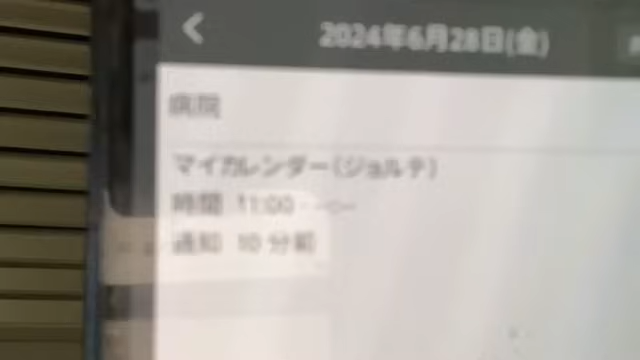 2024年6月28日(金)
病院
マイカレンダー(ジョルテ)
時間 11:00
通知 10 分前